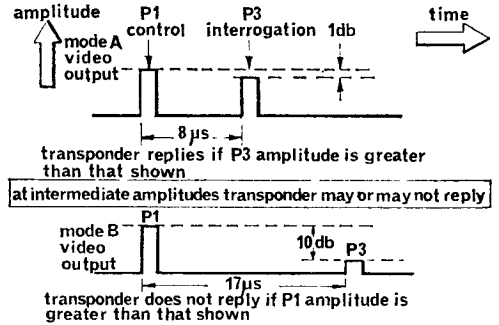 amplitude P1 P3 time
control interrogation 1db
mode A
video
output
8 µs
transponder replies if P3 amplitude is greater
than that shown
at intermediate amplitudes transponder may or may not reply
mode B P1
video 10db P3
output
17µs
transponder does not reply if P1 amplitude is
greater than that shown